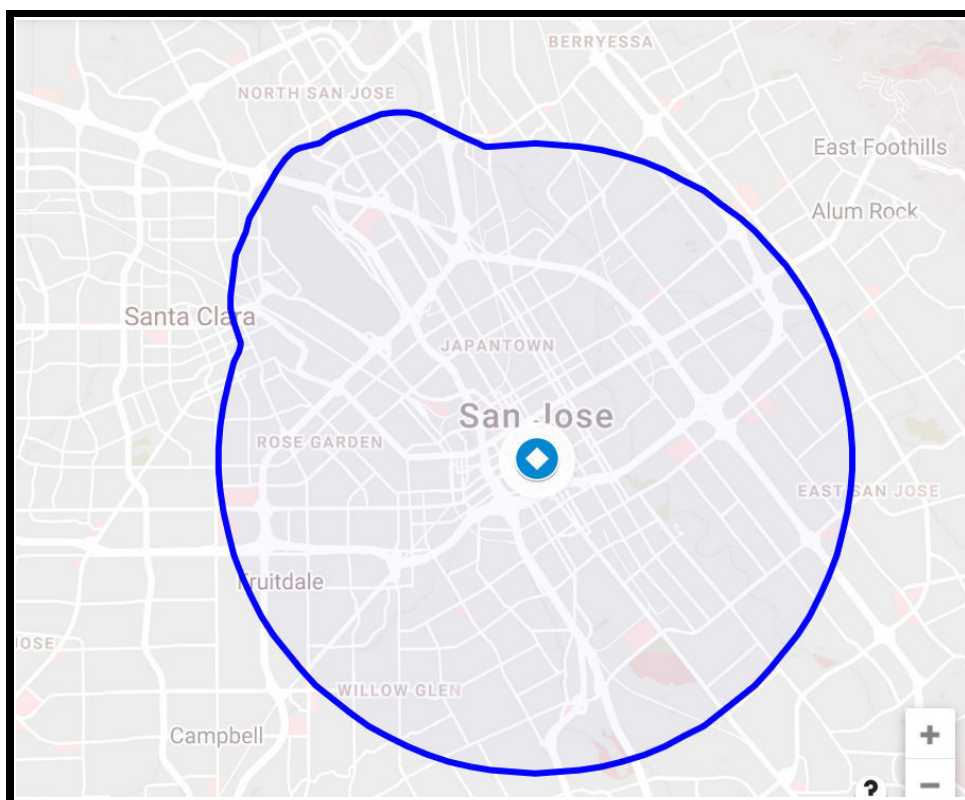 BERRYESSA
NORTH SAN JOSE
East Foothills
Alum Rock
Santa Clara
JAPANTOWN
San Jose
ROSE GARDEN
EAST SAN JOSE
Fruitdale
JOSE
WILLOW GLEN
Campbell
+
?
−